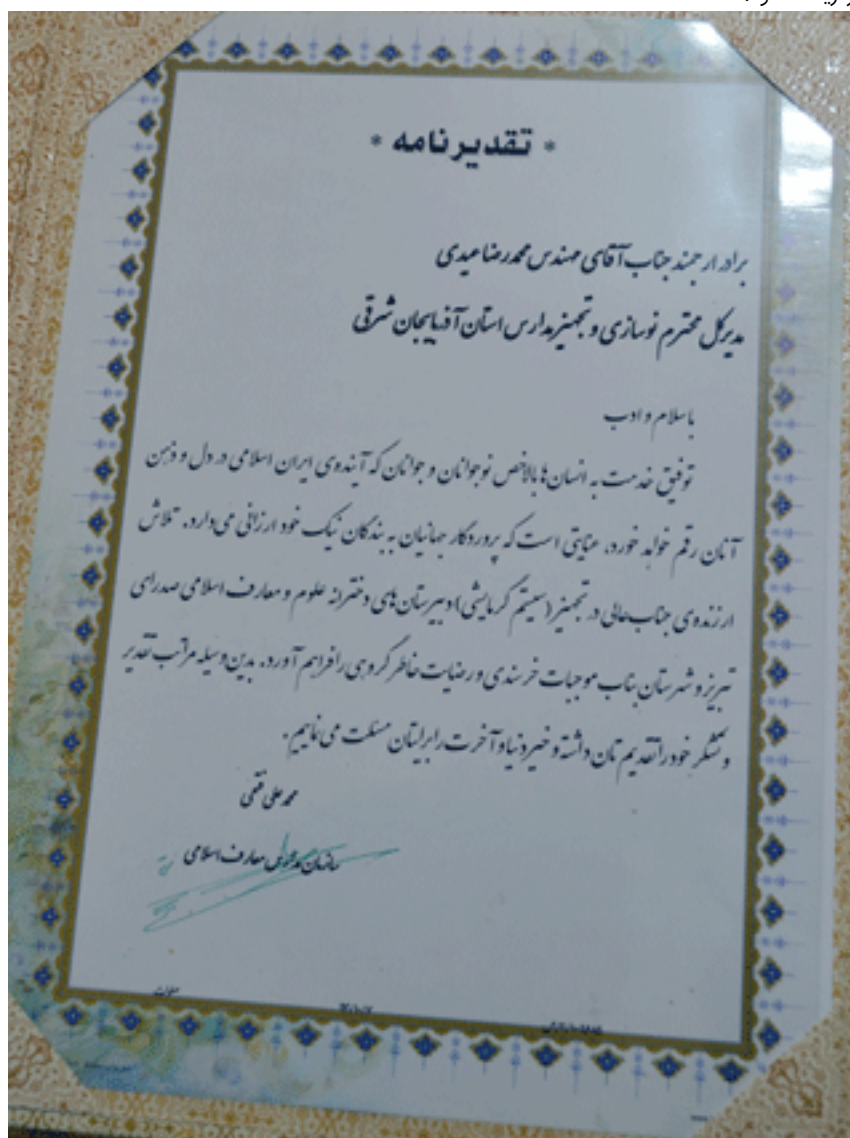 * تقدیرنامه *
برادر ارجمند جناب آقای مهندس محمدرضا عیدی
مدیرکل محترم نوسازی و تجهیز مدارس استان آذربایجان شرقی
با سلام و ادب
توفیق خدمت به انسان‌ها بالاخص نوجوانان و جوانان که آینده‌ی ایران اسلامی در دل و ذهن
آنان رقم خواهد خورد، عنایتی است که پروردگار جهانیان به بندگان نیک خود ارزانی می‌دارد. تلاش
ارزنده‌ی جناب‌عالی در تجهیز (سیستم گرمایشی) دبیرستان‌های دخترانه علوم و معارف اسلامی صدرای
تبریز و شهرستان بناب موجبات خرسندی و رضایت خاطر گروهی را فراهم آورد. بدین وسیله مراتب تقدیر
و تشکر خود را تقدیم‌تان داشته و خیر دنیا و آخرت را برایتان مسئلت می‌نماییم.
محمد علی
سازمان مدارس معارف اسلامی